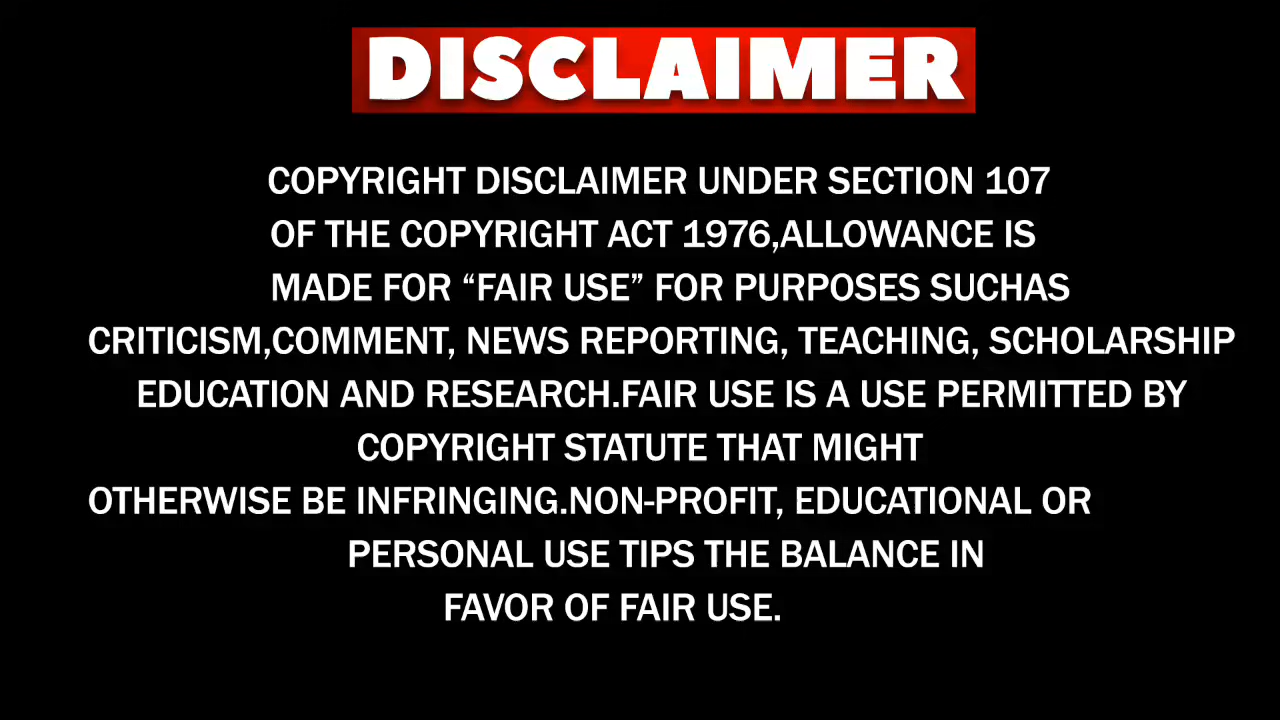 DISCLAIMER
COPYRIGHT DISCLAIMER UNDER SECTION 107
OF THE COPYRIGHT ACT 1976,ALLOWANCE IS
MADE FOR “FAIR USE” FOR PURPOSES SUCHAS
CRITICISM,COMMENT, NEWS REPORTING, TEACHING, SCHOLARSHIP
EDUCATION AND RESEARCH.FAIR USE IS A USE PERMITTED BY
COPYRIGHT STATUTE THAT MIGHT
OTHERWISE BE INFRINGING.NON-PROFIT, EDUCATIONAL OR
PERSONAL USE TIPS THE BALANCE IN
FAVOR OF FAIR USE.